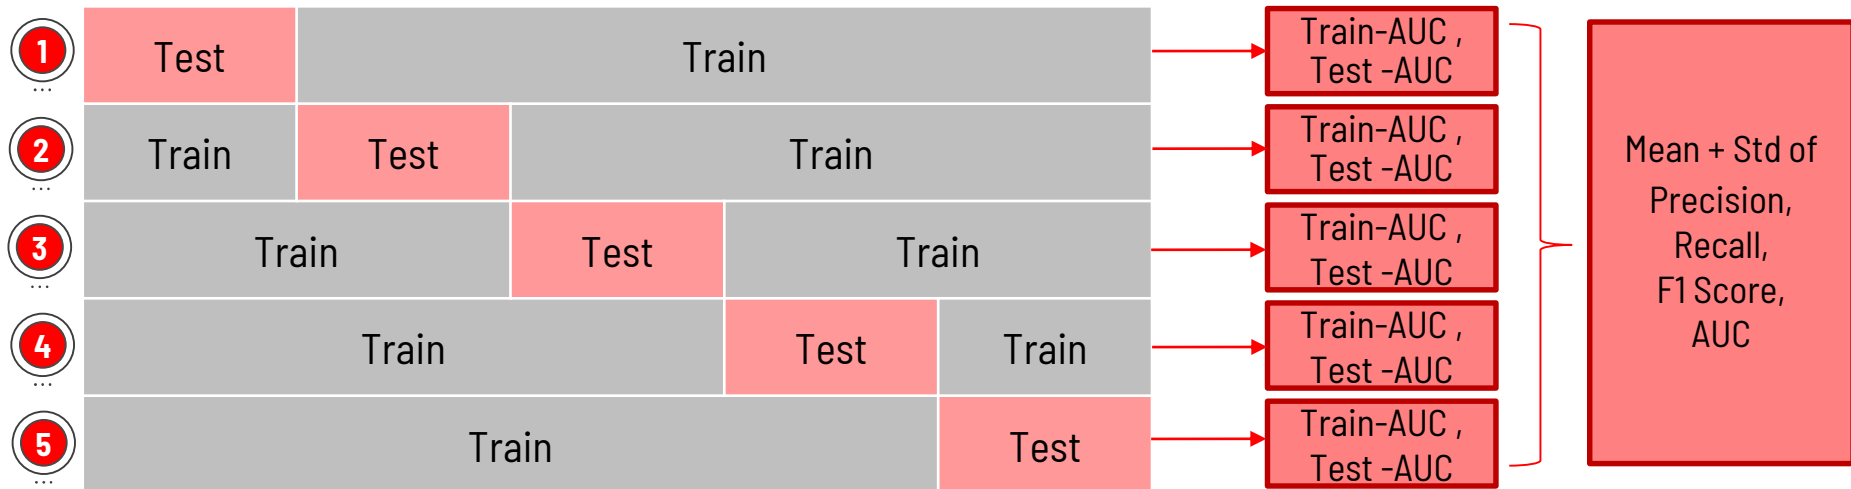 1
Test
Train
Train-AUC ,
Test -AUC
2
Train
Test
Train
Train-AUC ,
Test -AUC
3
Train
Test
Train
Train-AUC ,
Test -AUC
4
Train
Test
Train
Train-AUC ,
Test -AUC
5
Train
Test
Train-AUC ,
Test -AUC
Mean + Std of
Precision,
Recall,
F1 Score,
AUC